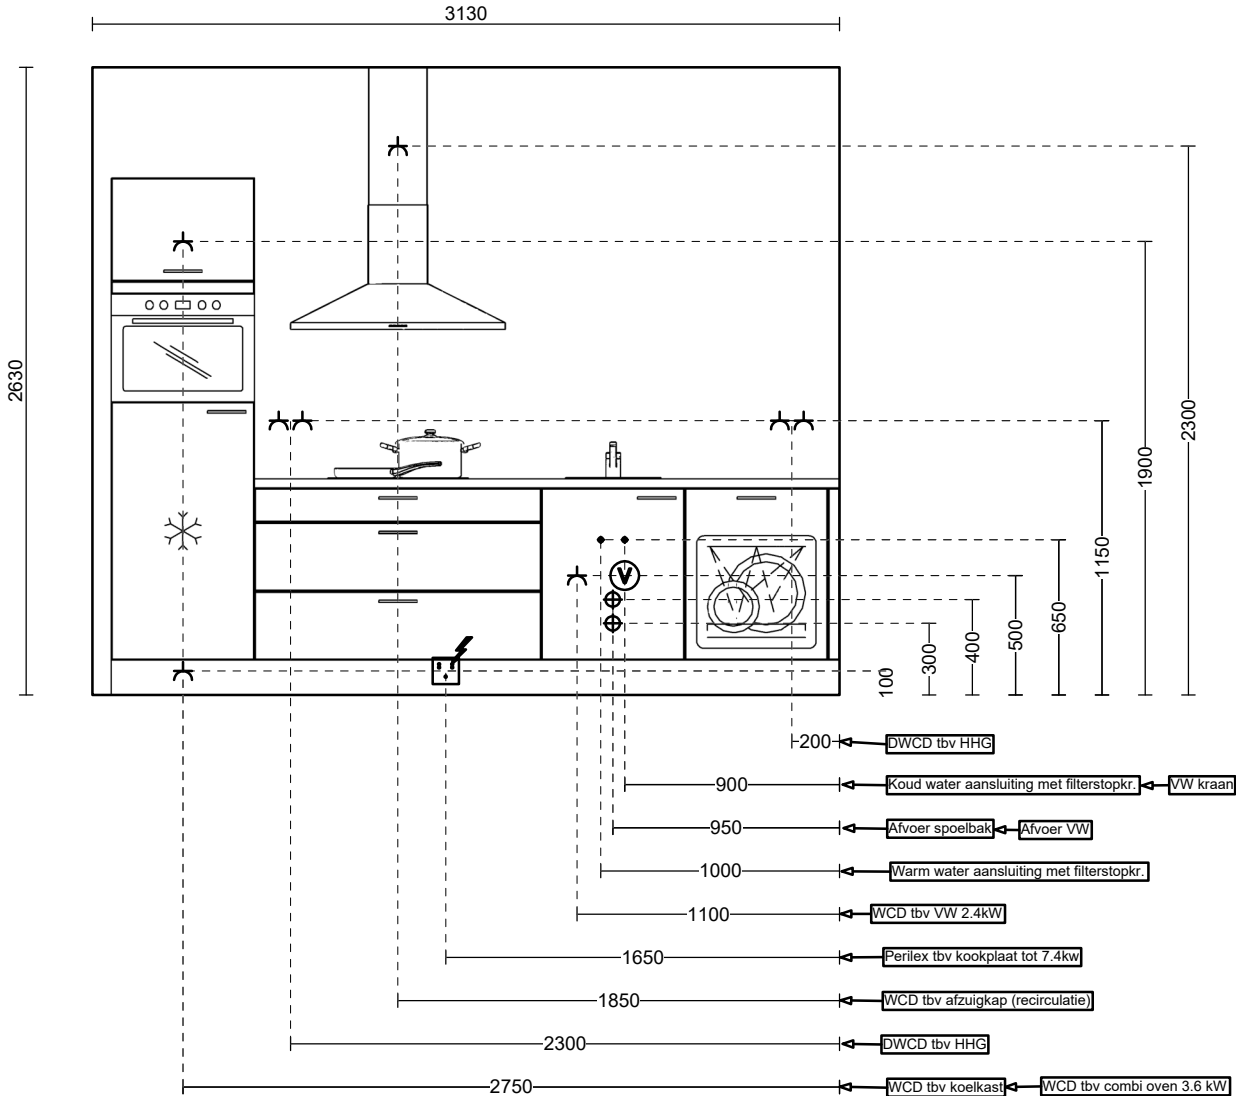 3130
2630
2300
1900
1150
650
500
400
300
100
V
200 DWCD tbv HHG
900 Koud water aansluiting met filterstopkr. VW kraan
950 Afvoer spoelbak Afvoer VW
1000 Warm water aansluiting met filterstopkr.
1100 WCD tbv VW 2.4kW
1650 Perilex tbv kookplaat tot 7.4kw
1850 WCD tbv afzuigkap (recirculatie)
2300 DWCD tbv HHG
2750 WCD tbv koelkast WCD tbv combi oven 3.6 kW